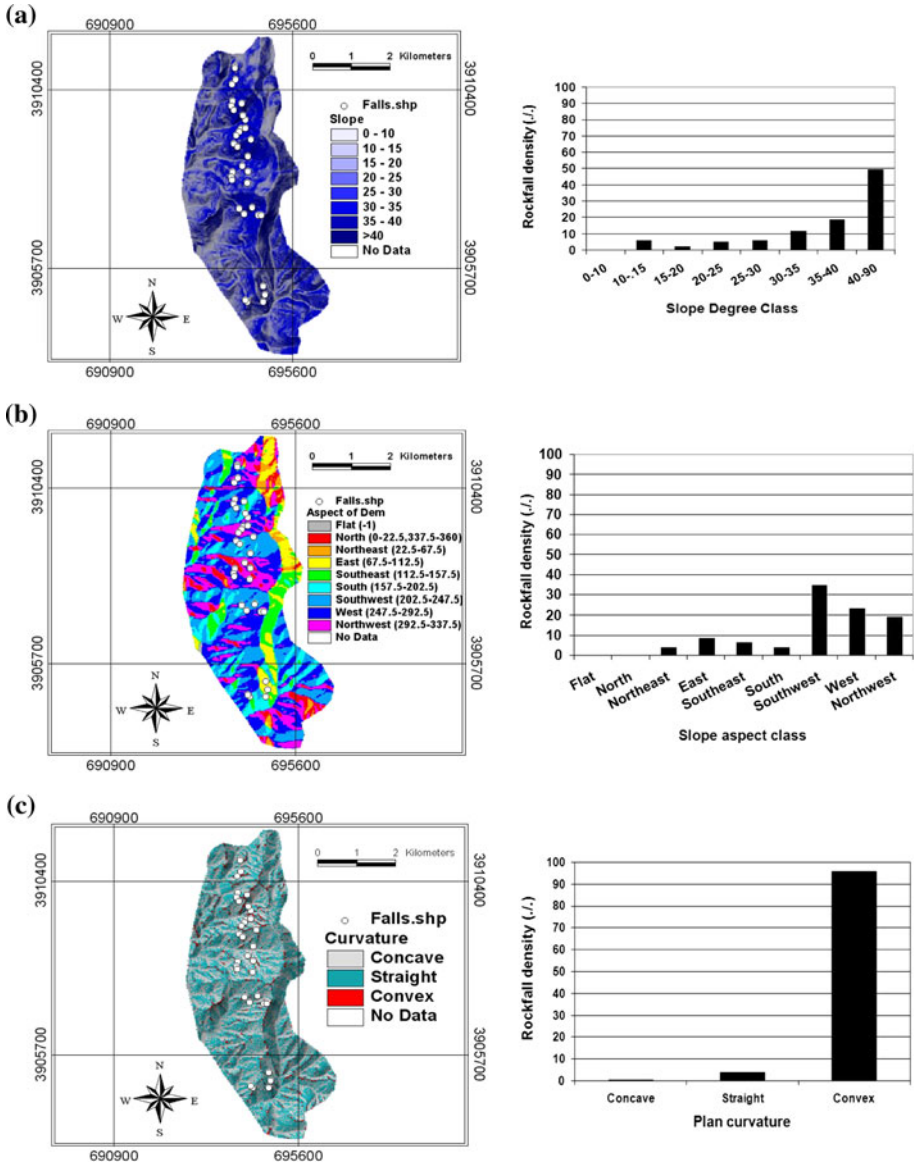 (a)
690900
695600
3910400
3905700
0 1 2 Kilometers
Falls.shp
Slope
0 - 10
10 - 15
15 - 20
20 - 25
25 - 30
30 - 35
35 - 40
>40
No Data
N
W E
S
3910400
3905700
690900
695600
Rockfall density (./.)
100
90
80
70
60
50
40
30
20
10
0
0-10
10-.15
15-20
20-25
25-30
30-35
35-40
40-90
Slope Degree Class
(b)
690900
695600
3910400
3905700
0 1 2 Kilometers
Falls.shp
Aspect of Dem
Flat (-1)
North (0-22.5,337.5-360)
Northeast (22.5-67.5)
East (67.5-112.5)
Southeast (112.5-157.5)
South (157.5-202.5)
Southwest (202.5-247.5)
West (247.5-292.5)
Northwest (292.5-337.5)
No Data
N
W E
S
3910400
3905700
690900
695600
Rockfall density (./.)
100
90
80
70
60
50
40
30
20
10
0
Flat
North
Northeast
East
Southeast
South
Southwest
West
Northwest
Slope aspect class
(c)
690900
695600
3910400
3905700
0 1 2 Kilometers
Falls.shp
Curvature
Concave
Straight
Convex
No Data
N
W E
S
3910400
3905700
690900
695600
Rockfall density (./.)
100
90
80
70
60
50
40
30
20
10
0
Concave
Straight
Convex
Plan curvature